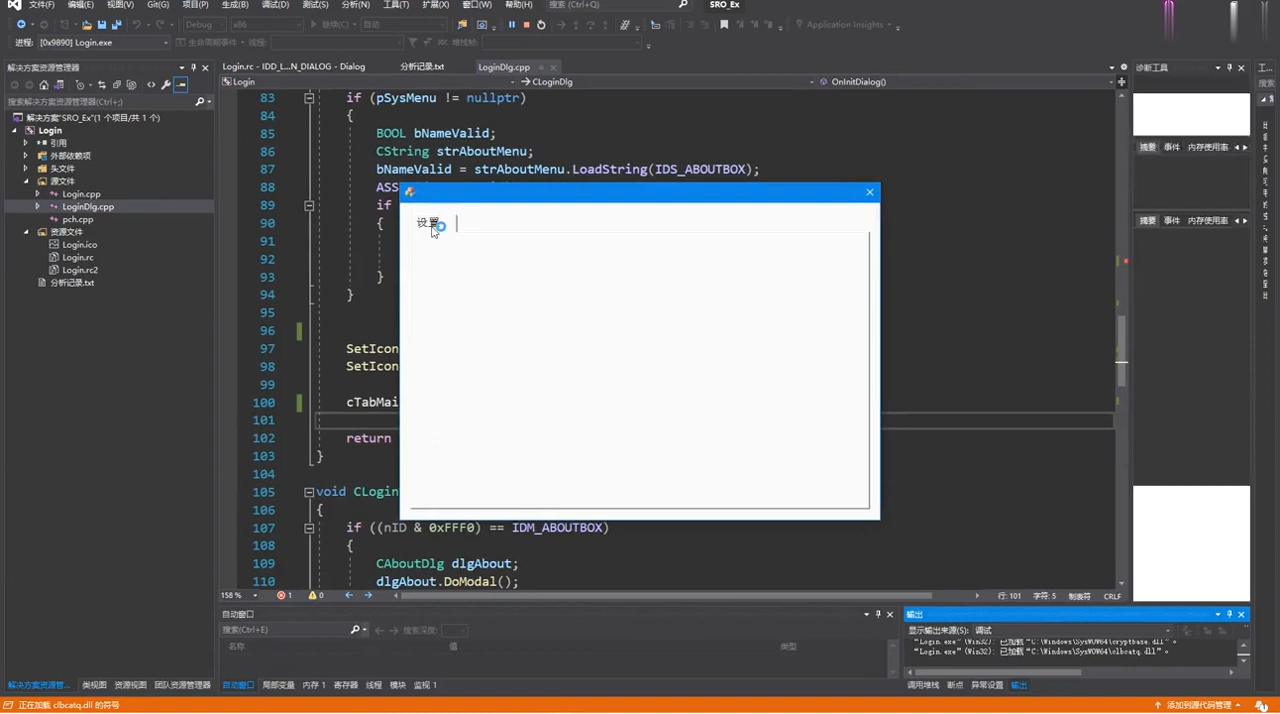 文件(F) 编辑(E) 视图(V) Git(G) 项目(P) 生成(B) 调试(D) 测试(S) 分析(N) 工具(T) 扩展(X) 窗口(W) 帮助(H) 搜索 (Ctrl+Q) SRO_Ex
Debug x86 继续(C) 自动 Application Insights
进程: [0x9890] Login.exe 生命周期事件 线程: 堆栈帧:
解决方案资源管理器
Login.rc - IDD_L...N_DIALOG - Dialog 分析记录.txt LoginDlg.cpp
诊断工具
Login CLoginDlg OnInitDialog()
搜索解决方案资源管理器(Ctrl+;)
解决方案"SRO_Ex"(1 个项目/共 1 个)
Login
引用
外部依赖项
头文件
源文件
Login.cpp
LoginDlg.cpp
pch.cpp
资源文件
Login.ico
Login.rc
Login.rc2
分析记录.txt
83 if (pSysMenu != nullptr)
84 {
85 BOOL bNameValid;
86 CString strAboutMenu;
87 bNameValid = strAboutMenu.LoadString(IDS_ABOUTBOX);
88 ASS
89 if
90 {
91
92
93 }
94 }
95
96
97 SetIcon
98 SetIcon
99
100 cTabMai
101
102 return
103 }
104
105 void CLogin
106 {
107 if ((nID & 0xFFF0) == IDM_ABOUTBOX)
108 {
109 CAboutDlg dlgAbout;
110 dlgAbout.DoModal();
设置
摘要 事件 内存使用率
摘要 事件 内存使用率
158 % 1 0 行: 101 字符: 5 制表符 CRLF
自动窗口
搜索(Ctrl+E) 搜索深度:
名称 值 类型
输出
显示输出来源(S): 调试
"Login.exe"(Win32): 已加载 "C:\Windows\SysWOW64\cryptbase.dll"。
"Login.exe"(Win32): 已加载 "C:\Windows\SysWOW64\clbcatq.dll"。
解决方案资源管... 类视图 资源视图 团队资源管理器 自动窗口 局部变量 内存 1 寄存器 线程 模块 监视 1 调用堆栈 断点 异常设置 输出
正在加载 clbcatq.dll 的符号 添加到源代码管理